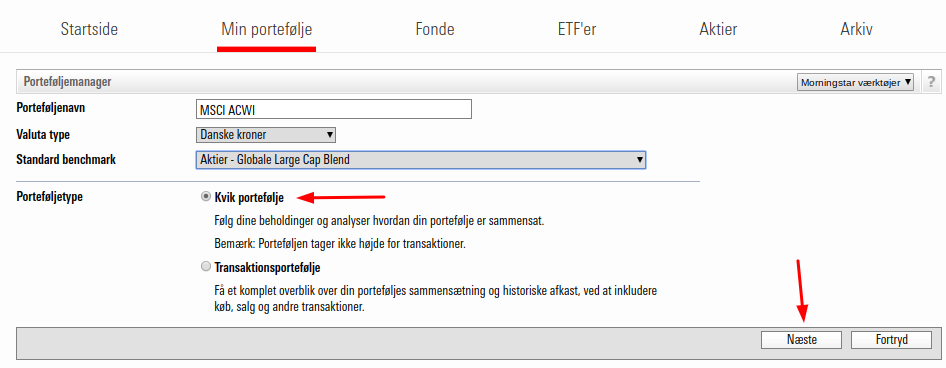 Startside Min portefølje Fonde ETF'er Aktier Arkiv
Porteføljemanager Morningstar værktøjer ?
Porteføljenavn MSCI ACWI
Valuta type Danske kroner
Standard benchmark Aktier - Globale Large Cap Blend
Porteføljetype Kvik portefølje
Følg dine beholdinger og analyser hvordan din portefølje er sammensat.
Bemærk: Porteføljen tager ikke højde for transaktioner.
Transaktionsportefølje
Få et komplet overblik over din porteføljes sammensætning og historiske afkast, ved at inkludere
køb, salg og andre transaktioner.
Næste Fortryd